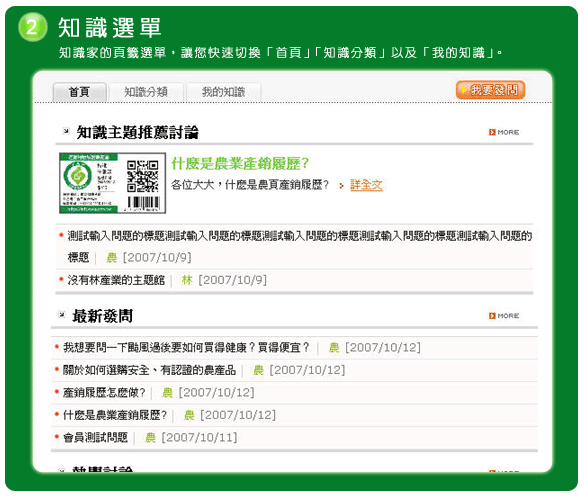 2 知識選單
知識家的頁籤選單，讓您快速切換「首頁」「知識分類」以及「我的知識」。
首頁 知識分類 我的知識 我要發問
知識主題推薦討論 MORE
什麼是農業產銷履歷?
各位大大，什麼是農頁產銷履歷? 詳全文
測試輸入問題的標題測試輸入問題的標題測試輸入問題的標題測試輸入問題的標題測試輸入問題的
標題 | 農 [2007/10/9]
沒有林產業的主題館 | 林 [2007/10/9]
最新發問 MORE
我想要問一下颱風過後要如何買得健康？買得便宜？ | 農 [2007/10/12]
關於如何選購安全、有認證的農產品 | 農 [2007/10/12]
產銷履歷怎麼做? | 農 [2007/10/12]
什麼是農業產銷履歷? | 農 [2007/10/12]
會員測試問題 | 農 [2007/10/11]
熱門討論 MORE